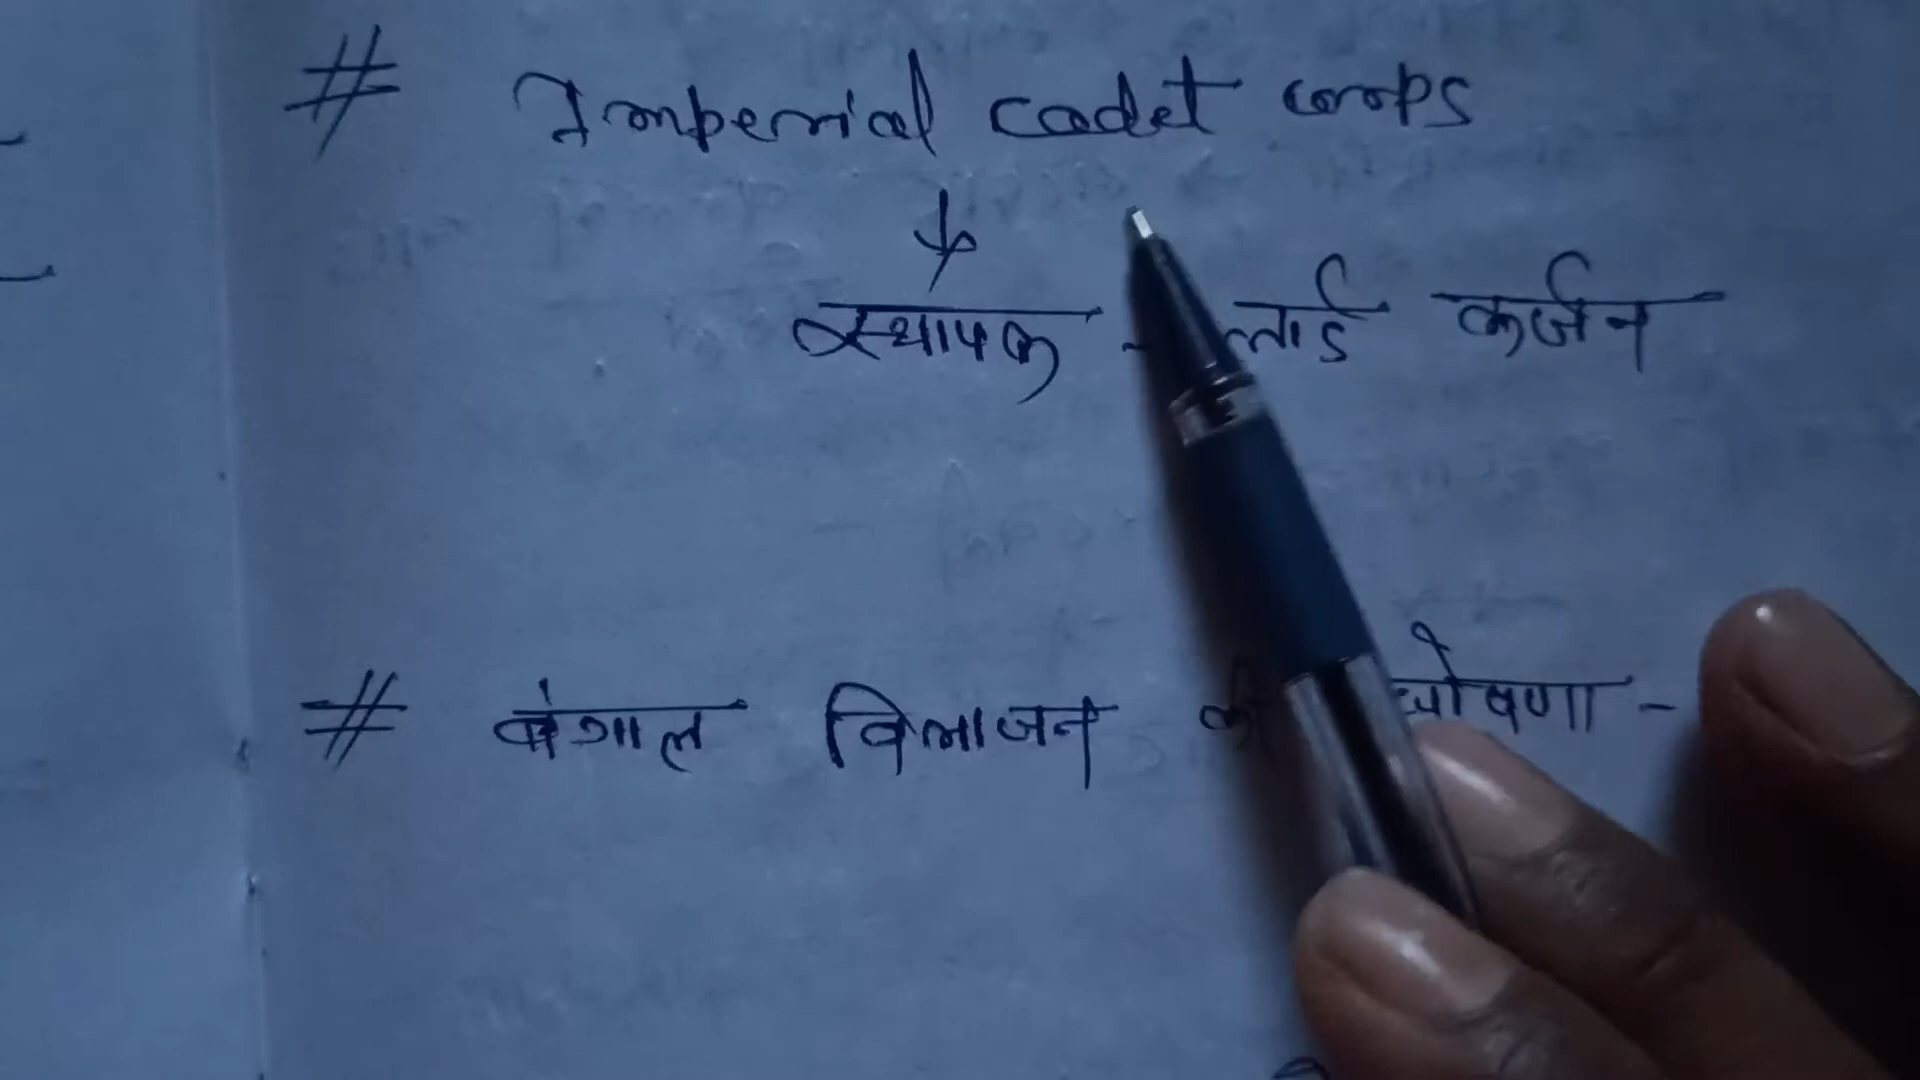 # Imperial cadet corps
स्थापक - लार्ड कर्जन
# बंगाल विभाजन की घोषणा -